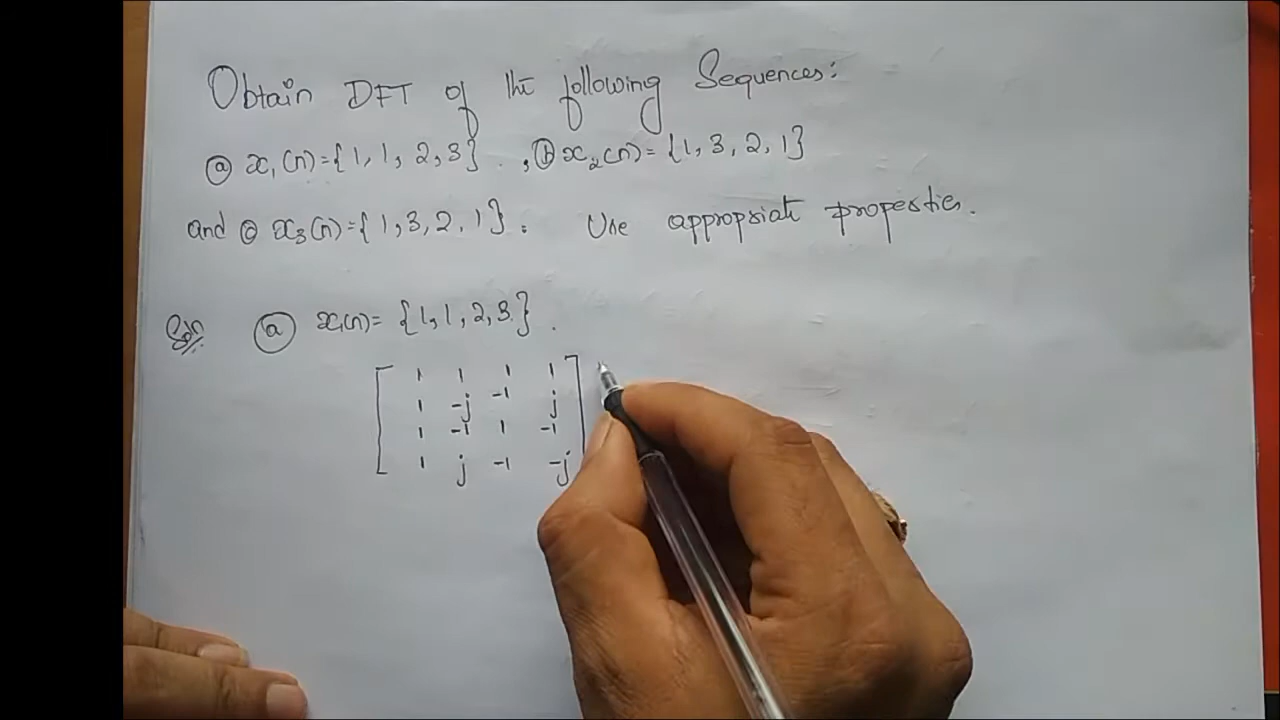 Obtain DFT of the following Sequences:
(a) x₁(n)={1, 1, 2, 3} , (b) x₂(n)= {1, 3, 2, 1}
and (c) x₃(n)={1, 3, 2, 1}. Use appropriate properties.
Soln (a) x₁(n)= {1, 1, 2, 3}.
[ 1 1 1 1 ]
1 -j -1 j
1 -1 1 -1
1 j -1 -j